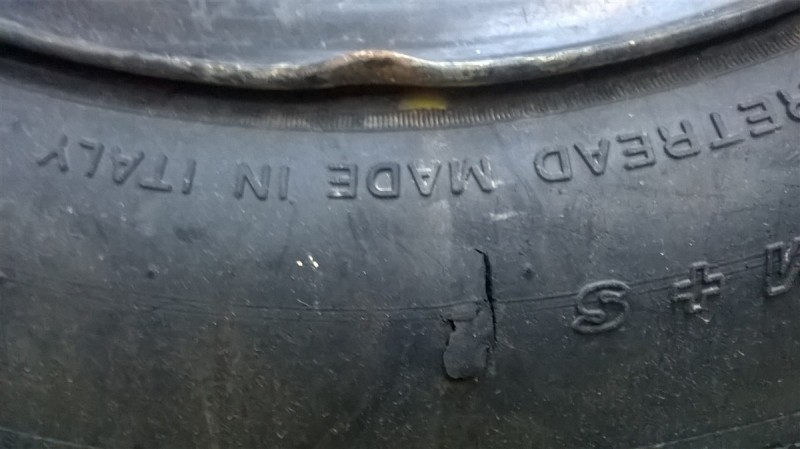 RETREAD MADE IN ITALY
M + S